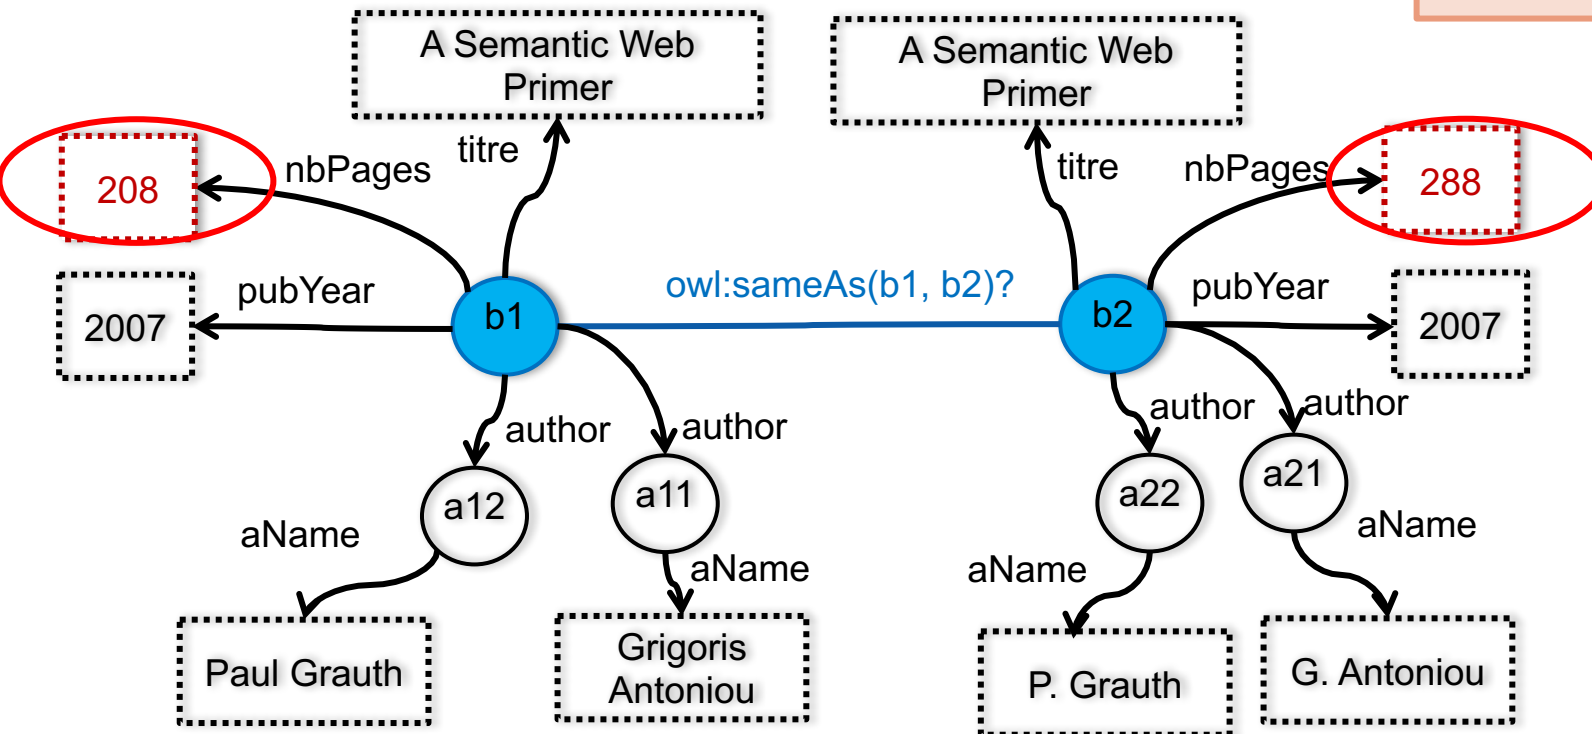 A Semantic Web
Primer
A Semantic Web
Primer
titre
nbPages
208
titre
nbPages
288
pubYear
2007
b1
owl:sameAs(b1, b2)?
b2
pubYear
2007
author
author
author
author
a12
a11
a22
a21
aName
aName
aName
aName
Paul Grauth
Grigoris
Antoniou
P. Grauth
G. Antoniou